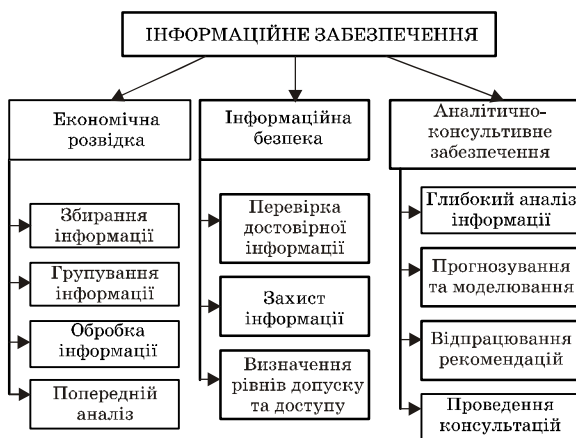 ІНФОРМАЦІЙНЕ ЗАБЕЗПЕЧЕННЯ
Економічна
розвідка
Збирання
інформації
Групування
інформації
Обробка
інформації
Попередній
аналіз
Інформаційна
безпека
Перевірка
достовірної
інформації
Захист
інформації
Визначення
рівнів допуску
та доступу
Аналітично-
консультивне
забезпечення
Глибокий аналіз
інформації
Прогнозування
та моделювання
Відпрацювання
рекомендацій
Проведення
консультацій